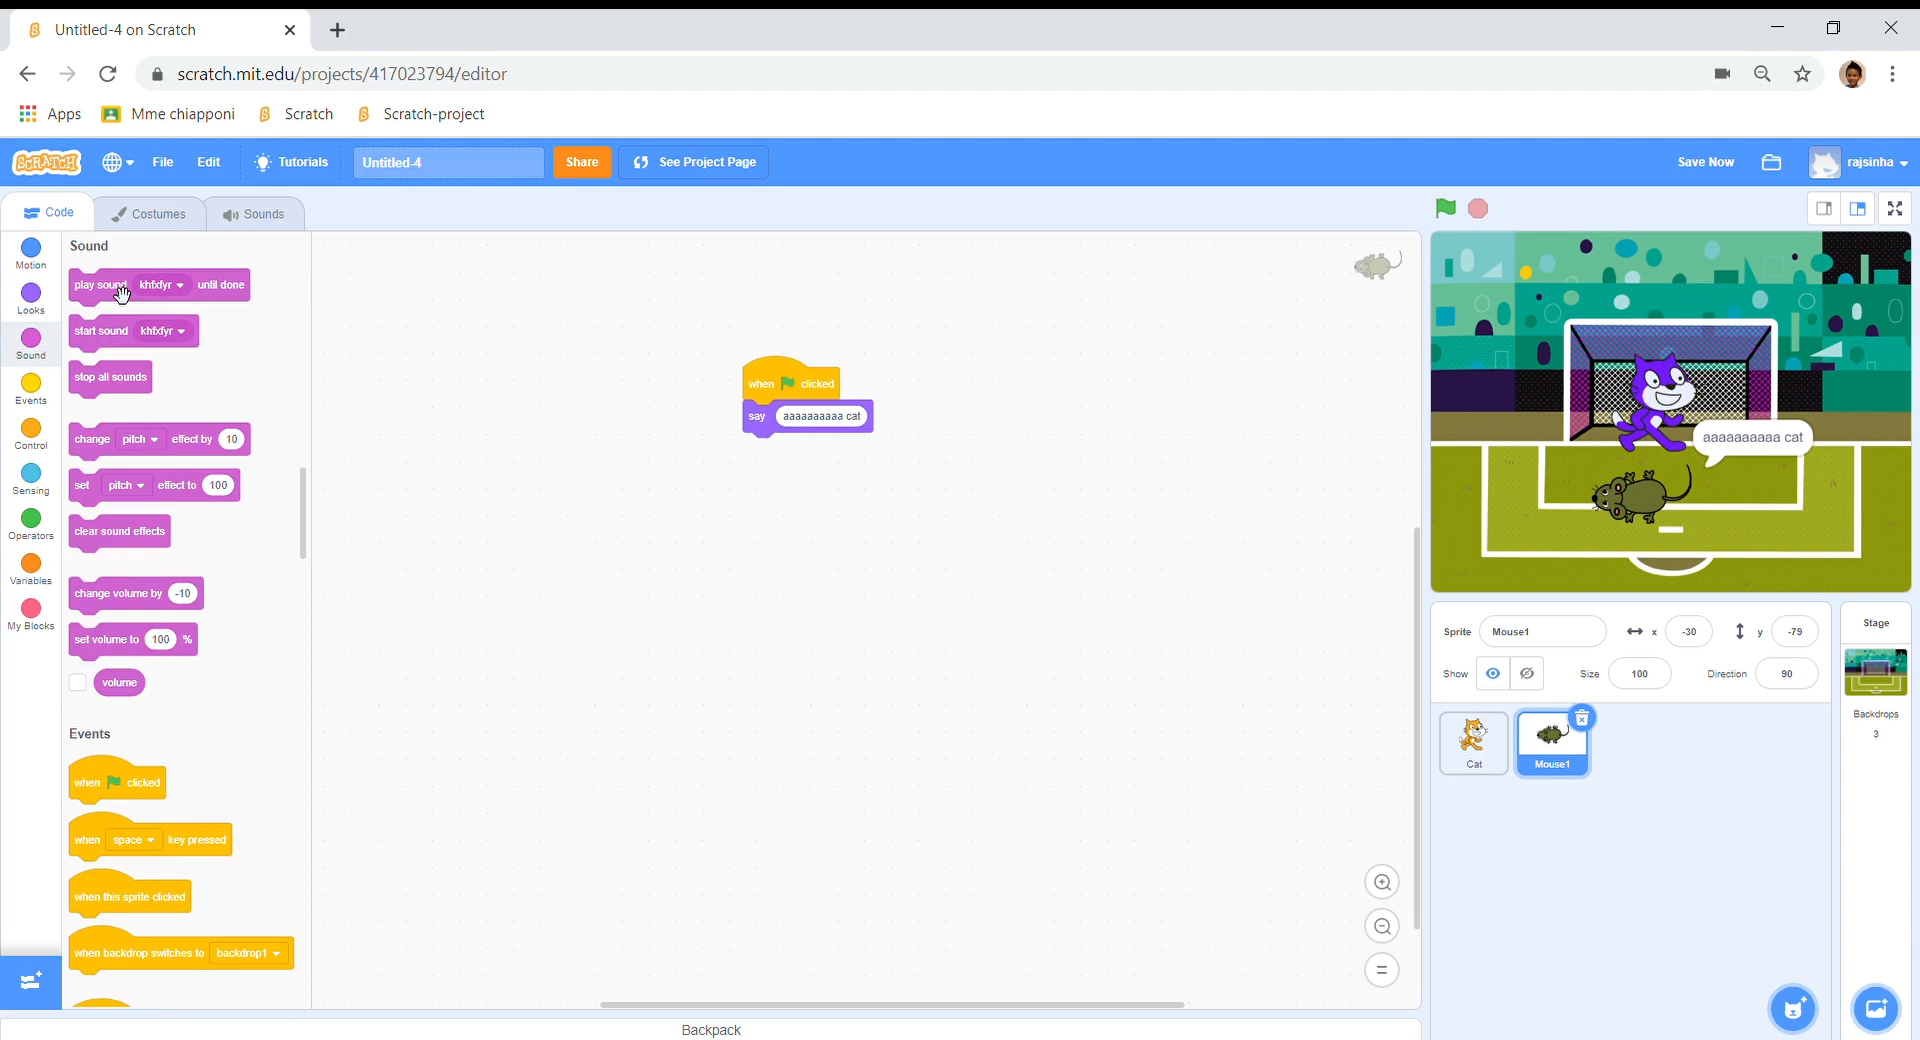 Untitled-4 on Scratch
scratch.mit.edu/projects/417023794/editor
Apps Mme chiapponi Scratch Scratch-project
SCRATCH File Edit Tutorials Untitled-4 Share See Project Page Save Now rajsinha
Code Costumes Sounds
Motion
Looks
Sound
Events
Control
Sensing
Operators
Variables
My Blocks
Sound
play sound khfxfyr until done
start sound khfxfyr
stop all sounds
change pitch effect by 10
set pitch effect to 100
clear sound effects
change volume by -10
set volume to 100 %
volume
Events
when clicked
when space key pressed
when this sprite clicked
when backdrop switches to backdrop1
when clicked
say aaaaaaaaaa cat
aaaaaaaaaa cat
Sprite Mouse1 x -30 y -79
Show Size 100 Direction 90
Cat
Mouse1
Stage
Backdrops
3
Backpack